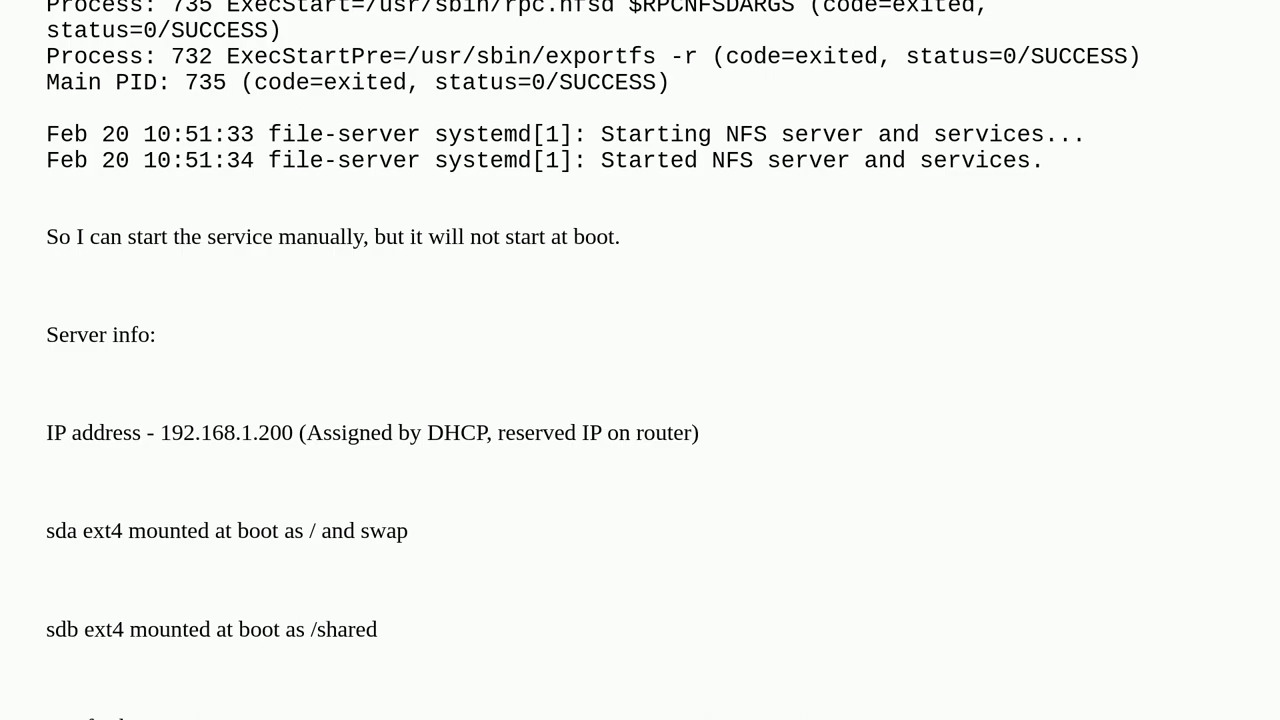 Process: 735 ExecStart=/usr/sbin/rpc.nfsd $RPCNFSDARGS (code=exited,
status=0/SUCCESS)
Process: 732 ExecStartPre=/usr/sbin/exportfs -r (code=exited, status=0/SUCCESS)
Main PID: 735 (code=exited, status=0/SUCCESS)
Feb 20 10:51:33 file-server systemd[1]: Starting NFS server and services...
Feb 20 10:51:34 file-server systemd[1]: Started NFS server and services.
So I can start the service manually, but it will not start at boot.
Server info:
IP address - 192.168.1.200 (Assigned by DHCP, reserved IP on router)
sda ext4 mounted at boot as / and swap
sdb ext4 mounted at boot as /shared